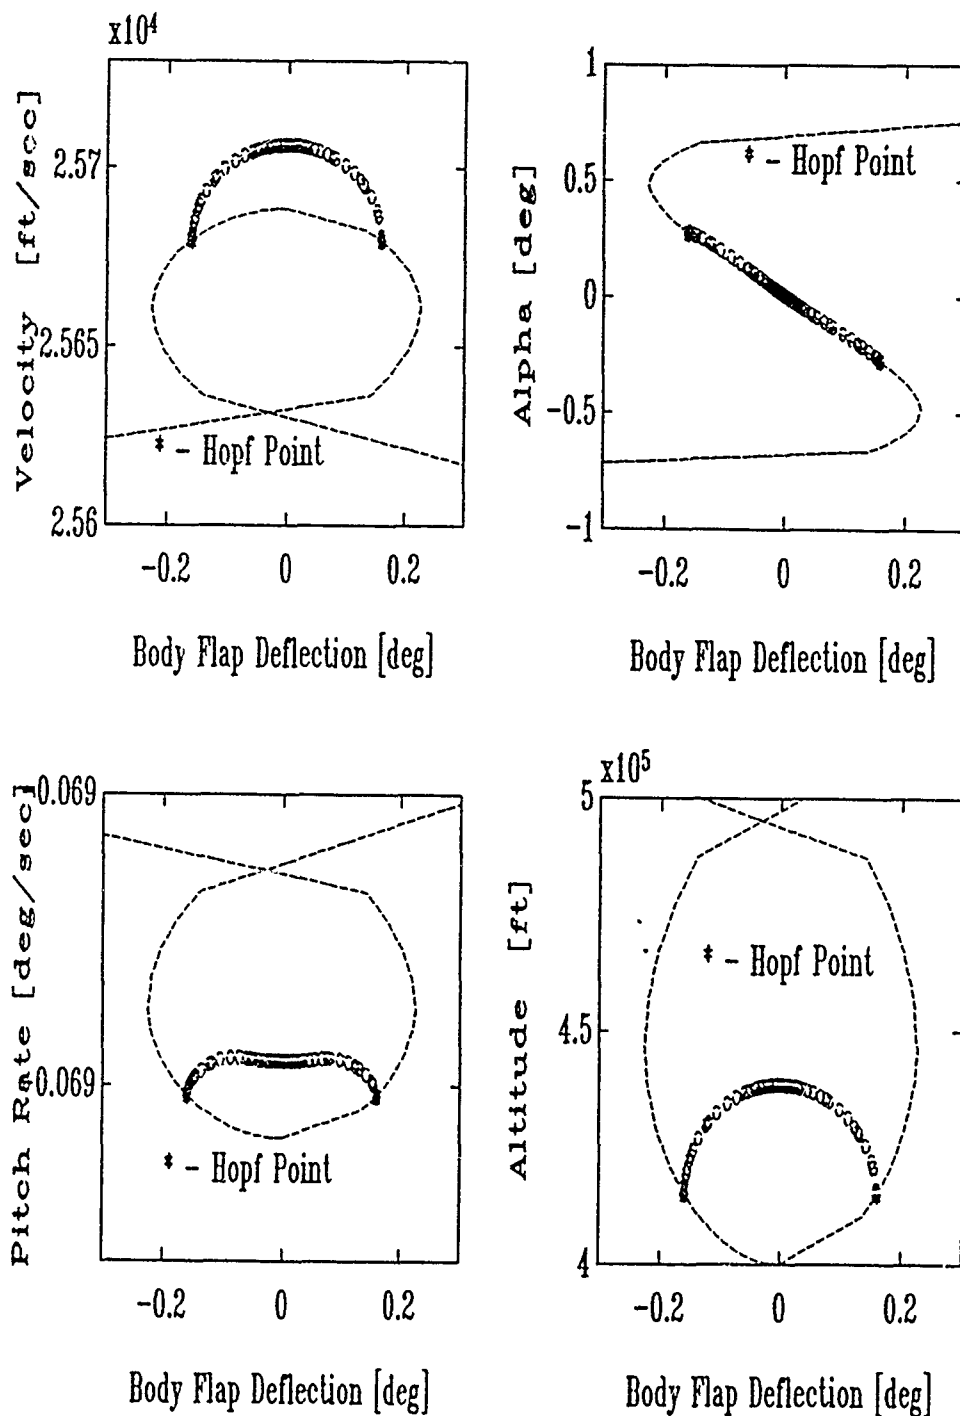 x10⁴
Velocity [ft/sec]
2.57
2.565
2.56
* - Hopf Point
-0.2 0 0.2
Body Flap Deflection [deg]
Alpha [deg]
1
0.5
0
-0.5
-1
* - Hopf Point
-0.2 0 0.2
Body Flap Deflection [deg]
Pitch Rate [deg/sec]
0.069
0.069
* - Hopf Point
-0.2 0 0.2
Body Flap Deflection [deg]
x10⁵
Altitude [ft]
5
4.5
4
* - Hopf Point
-0.2 0 0.2
Body Flap Deflection [deg]